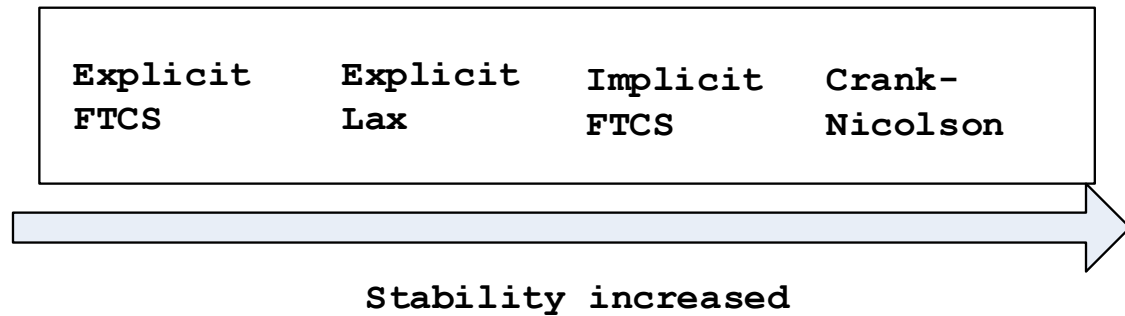 Explicit
FTCS
Explicit
Lax
Implicit
FTCS
Crank-
Nicolson
Stability increased